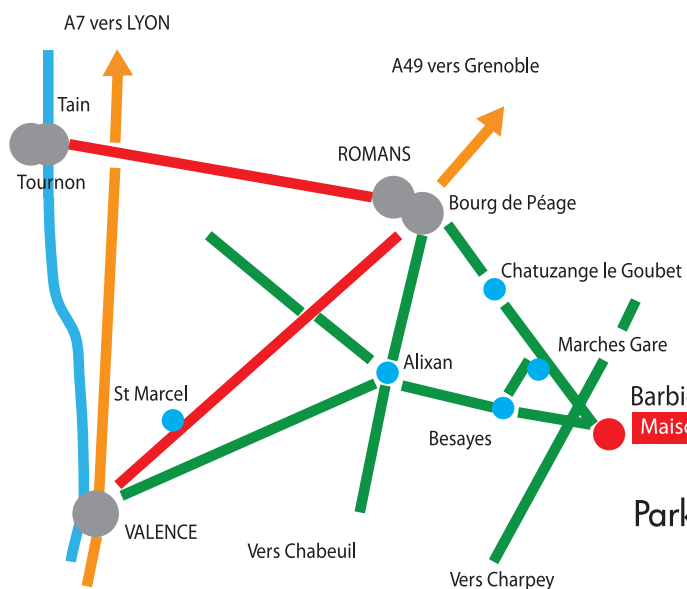 A7 vers LYON
A49 vers Grenoble
Tain
ROMANS
Tournon
Bourg de Péage
Chatuzange le Goubet
Marches Gare
Alixan
St Marcel
Besayes
VALENCE
Vers Chabeuil
Vers Charpey